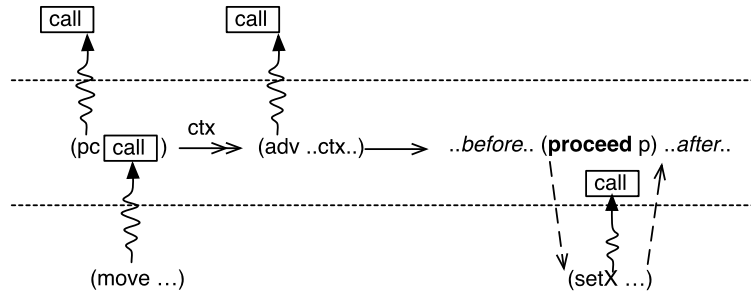 call call
ctx
(pc call ) (adv ..ctx..) ..before.. (proceed p) ..after..
call
(move …) (setX …)